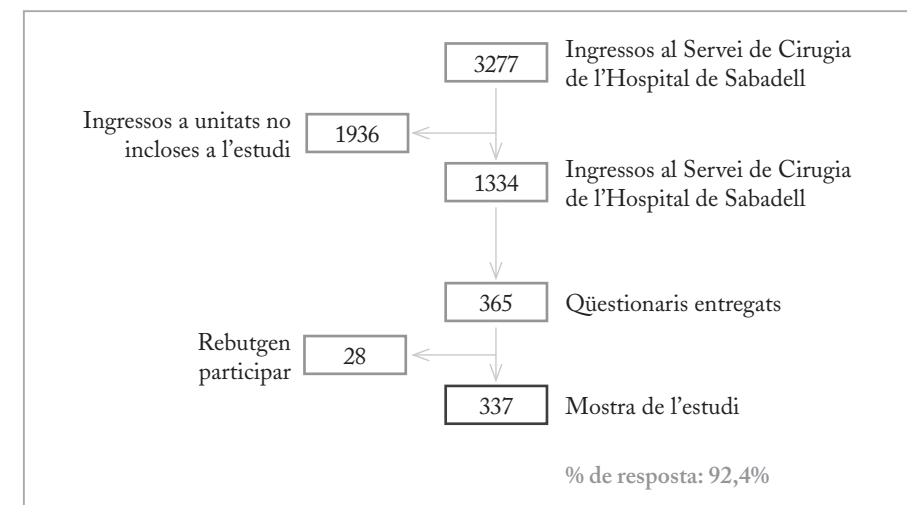 3277
Ingressos al Servei de Cirugia
de l’Hospital de Sabadell
Ingressos a unitats no
incloses a l’estudi
1936
1334
Ingressos al Servei de Cirugia
de l’Hospital de Sabadell
365
Qüestionaris entregats
Rebutgen
participar
28
337
Mostra de l’estudi
% de resposta: 92,4%